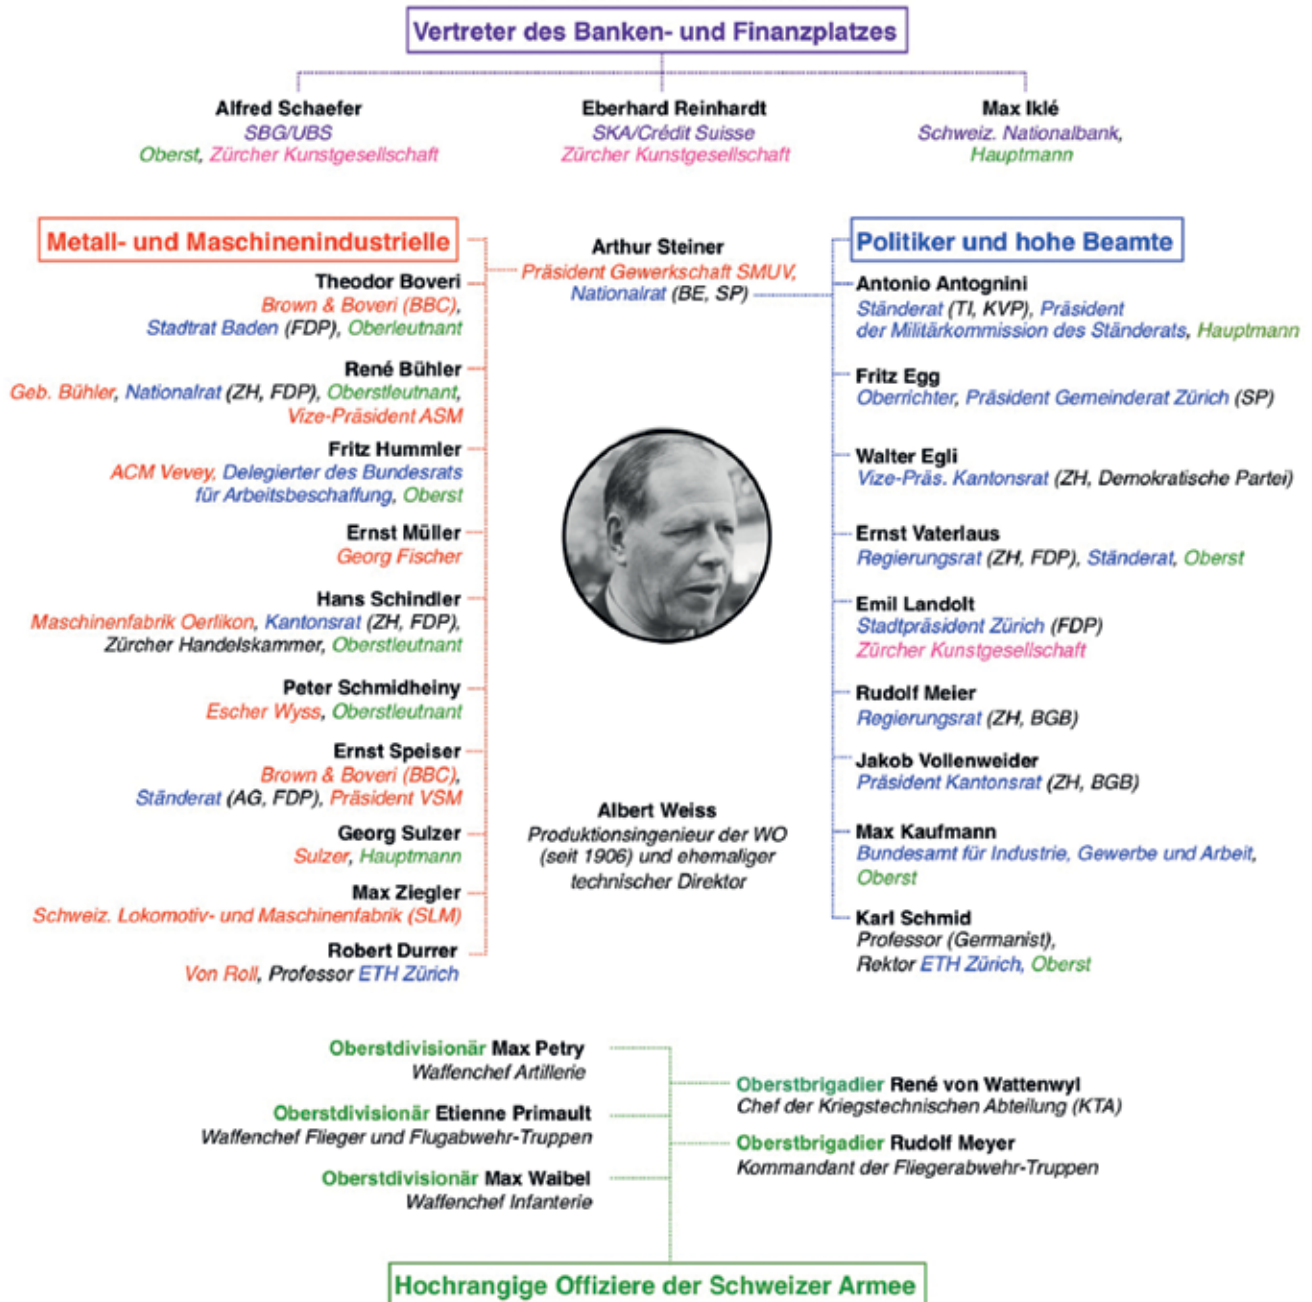 Vertreter des Banken- und Finanzplatzes
Alfred Schaefer
SBG/UBS
Oberst, Zürcher Kunstgesellschaft
Eberhard Reinhardt
SKA/Crédit Suisse
Zürcher Kunstgesellschaft
Max Iklé
Schweiz. Nationalbank,
Hauptmann
Metall- und Maschinenindustrielle
Theodor Boveri
Brown & Boveri (BBC),
Stadtrat Baden (FDP), Oberleutnant
René Bühler
Geb. Bühler, Nationalrat (ZH, FDP), Oberstleutnant,
Vize-Präsident ASM
Fritz Hummler
ACM Vevey, Delegierter des Bundesrats
für Arbeitsbeschaffung, Oberst
Ernst Müller
Georg Fischer
Hans Schindler
Maschinenfabrik Oerlikon, Kantonsrat (ZH, FDP),
Zürcher Handelskammer, Oberstleutnant
Peter Schmidheiny
Escher Wyss, Oberstleutnant
Ernst Speiser
Brown & Boveri (BBC),
Ständerat (AG, FDP), Präsident VSM
Georg Sulzer
Sulzer, Hauptmann
Max Ziegler
Schweiz. Lokomotiv- und Maschinenfabrik (SLM)
Robert Durrer
Von Roll, Professor ETH Zürich
Arthur Steiner
Präsident Gewerkschaft SMUV,
Nationalrat (BE, SP)
Albert Weiss
Produktionsingenieur der WO
(seit 1906) und ehemaliger
technischer Direktor
Politiker und hohe Beamte
Antonio Antognini
Ständerat (TI, KVP), Präsident
der Militärkommission des Ständerats, Hauptmann
Fritz Egg
Oberrichter, Präsident Gemeinderat Zürich (SP)
Walter Egli
Vize-Präs. Kantonsrat (ZH, Demokratische Partei)
Ernst Vaterlaus
Regierungsrat (ZH, FDP), Ständerat, Oberst
Emil Landolt
Stadtpräsident Zürich (FDP)
Zürcher Kunstgesellschaft
Rudolf Meier
Regierungsrat (ZH, BGB)
Jakob Vollenweider
Präsident Kantonsrat (ZH, BGB)
Max Kaufmann
Bundesamt für Industrie, Gewerbe und Arbeit,
Oberst
Karl Schmid
Professor (Germanist),
Rektor ETH Zürich, Oberst
Oberstdivisionär Max Petry
Waffenchef Artillerie
Oberstdivisionär Etienne Primault
Waffenchef Flieger und Flugabwehr-Truppen
Oberstdivisionär Max Waibel
Waffenchef Infanterie
Oberstbrigadier René von Wattenwyl
Chef der Kriegstechnischen Abteilung (KTA)
Oberstbrigadier Rudolf Meyer
Kommandant der Fliegerabwehr-Truppen
Hochrangige Offiziere der Schweizer Armee